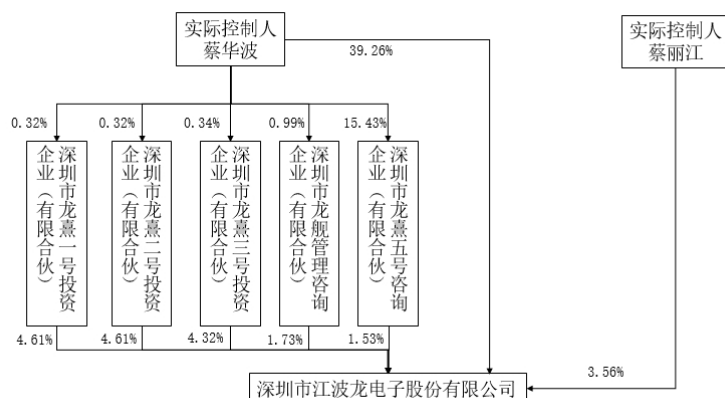 实际控制人
蔡华波
实际控制人
蔡丽江
39.26%
0.32%
0.32%
0.34%
0.99%
15.43%
深圳市龙熹一号投资
企业（有限合伙）
深圳市龙熹二号投资
企业（有限合伙）
深圳市龙熹三号投资
企业（有限合伙）
深圳市龙舰管理咨询
企业（有限合伙）
深圳市龙熹五号咨询
企业（有限合伙）
4.61%
4.61%
4.32%
1.73%
1.53%
3.56%
深圳市江波龙电子股份有限公司